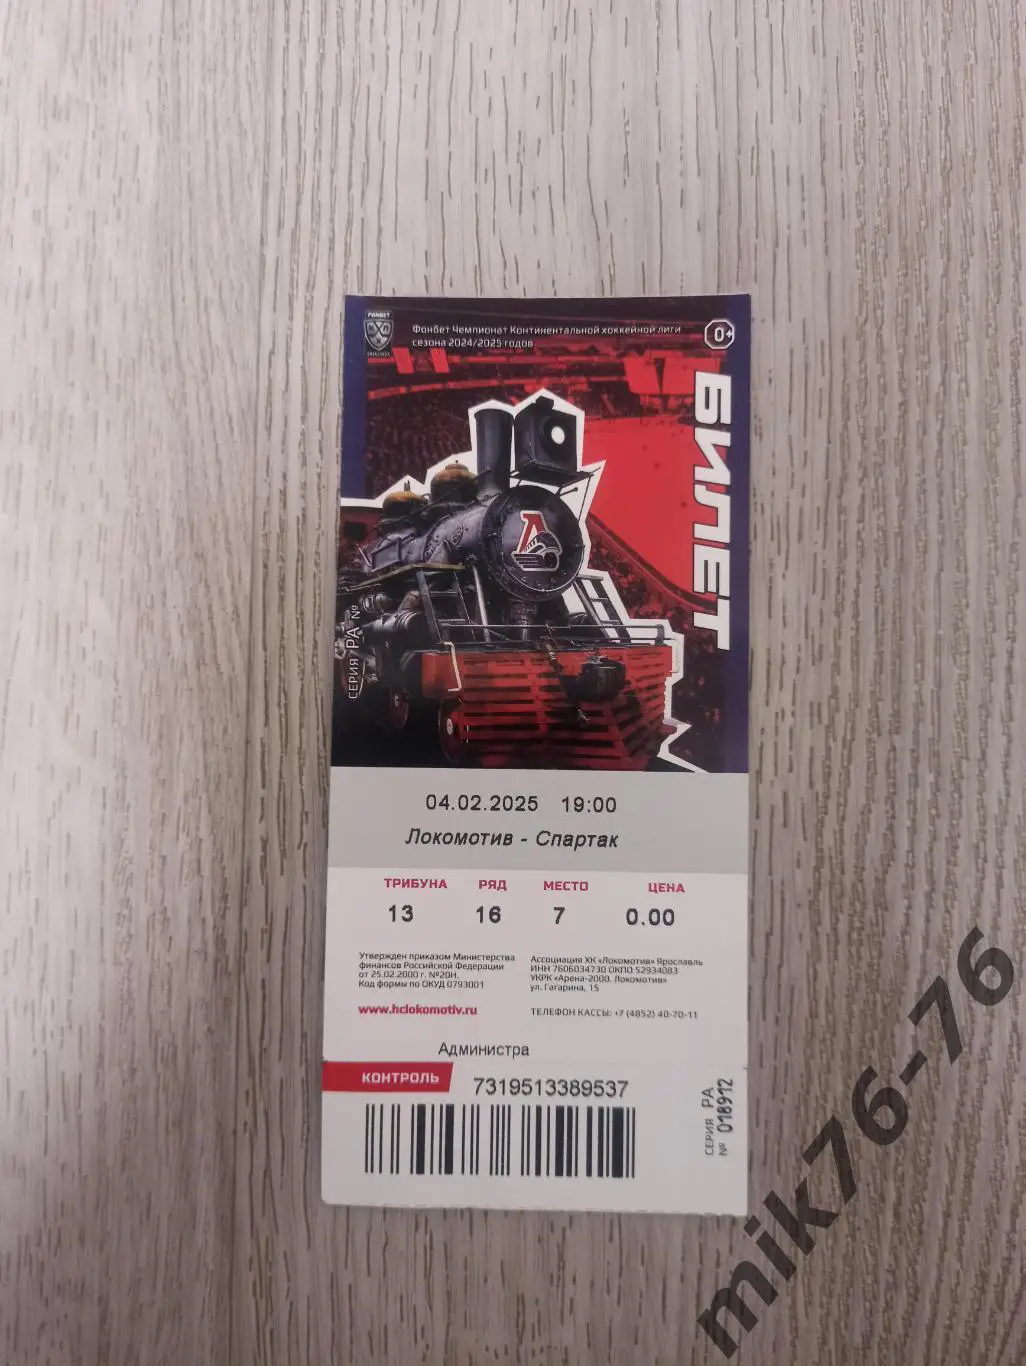 ФОНБЕТ
Фонбет Чемпионат Континентальной хоккейной лиги
сезона 2024/2025 годов
0+
БИЛЕТ
СЕРИЯ РА №
04.02.2025 19:00
Локомотив - Спартак
ТРИБУНА РЯД МЕСТО ЦЕНА
13 16 7 0.00
Утвержден приказом Министерства
финансов Российской Федерации
от 25.02.2000 г. №20Н.
Код формы по ОКУД 0793001
www.hclokomotiv.ru
Ассоциация ХК «Локомотив» Ярославль
ИНН 7606034730 ОКПО 52934083
УКРК «Арена-2000. Локомотив»
ул. Гагарина, 15
ТЕЛЕФОН КАССЫ: +7 (4852) 40-70-11
Администра
КОНТРОЛЬ
7319513389537
СЕРИЯ РА
№ 018912
mik76-76